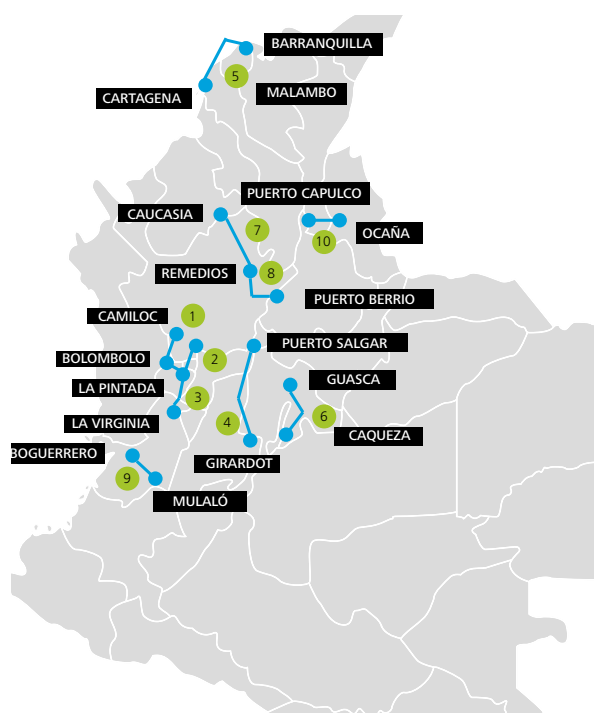 BARRANQUILLA
5
MALAMBO
CARTAGENA
PUERTO CAPULCO
CAUCASIA
7
OCAÑA
10
REMEDIOS
8
PUERTO BERRIO
CAMILOC
1
PUERTO SALGAR
BOLOMBOLO
2
GUASCA
LA PINTADA
3
LA VIRGINIA
4
6
CAQUEZA
BOGUERRERO
GIRARDOT
9
MULALÓ